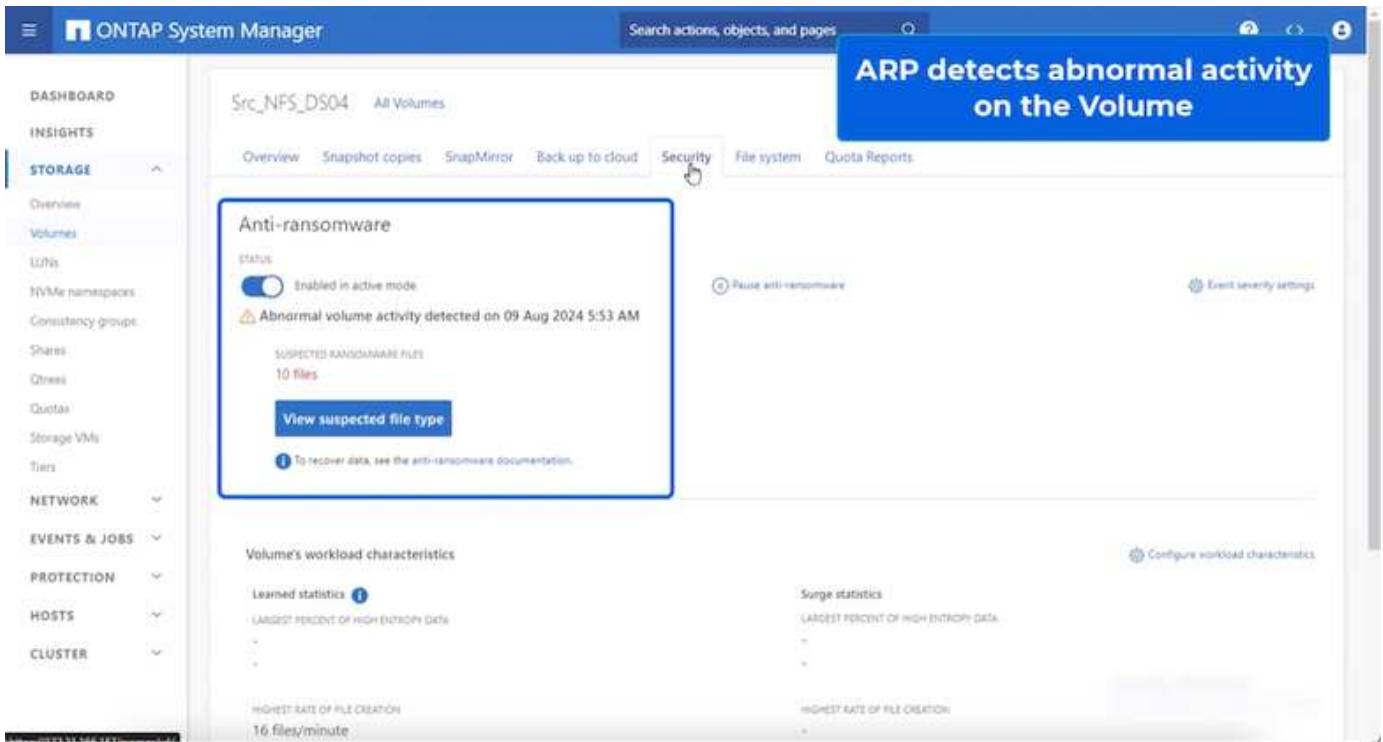 ONTAP System Manager
Search actions, objects, and pages
ARP detects abnormal activity
on the Volume
DASHBOARD
INSIGHTS
STORAGE
Overview
Volumes
LUNs
NVMe namespaces
Consistency groups
Shares
Qtrees
Quotas
Storage VMs
Tiers
NETWORK
EVENTS & JOBS
PROTECTION
HOSTS
CLUSTER
Src_NFS_DS04 All Volumes
Overview Snapshot copies SnapMirror Back up to cloud Security File system Quota Reports
Anti-ransomware
STATUS
Enabled in active mode
Pause anti-ransomware
Event severity settings
Abnormal volume activity detected on 09 Aug 2024 5:53 AM
SUSPECTED RANSOMWARE FILES
10 files
View suspected file type
To recover data, see the anti-ransomware documentation.
Volume's workload characteristics
Configure workload characteristics
Learned statistics
Surge statistics
LARGEST PERCENT OF HIGH ENTROPY DATA
LARGEST PERCENT OF HIGH ENTROPY DATA
-
-
-
-
HIGHEST RATE OF FILE CREATION
HIGHEST RATE OF FILE CREATION
16 files/minute
-